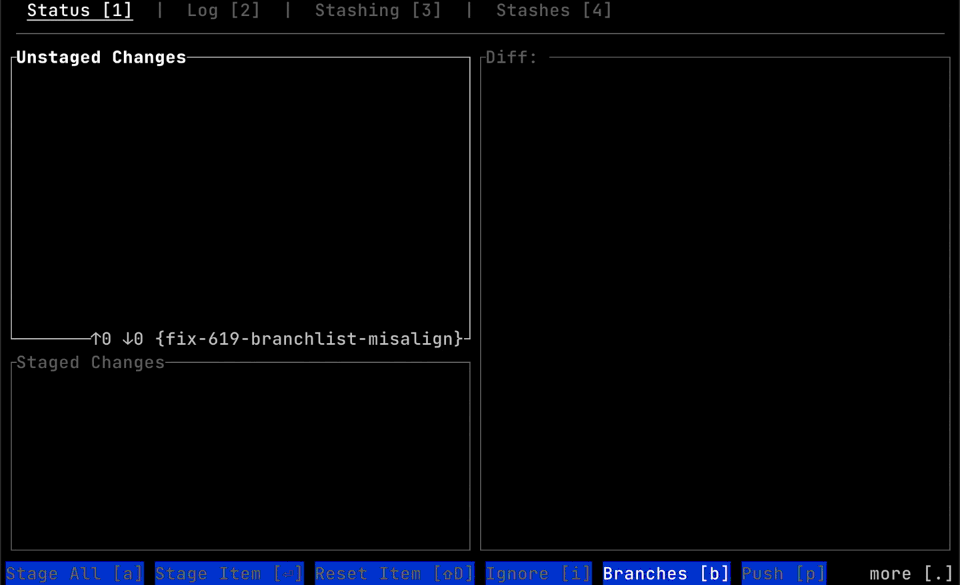 Status [1] | Log [2] | Stashing [3] | Stashes [4]
Unstaged Changes
Diff:
↑0 ↓0 {fix-619-branchlist-misalign}
Staged Changes
Stage All [a] Stage Item [⏎] Reset Item [⇧D] Ignore [i] Branches [b] Push [p] more [.]